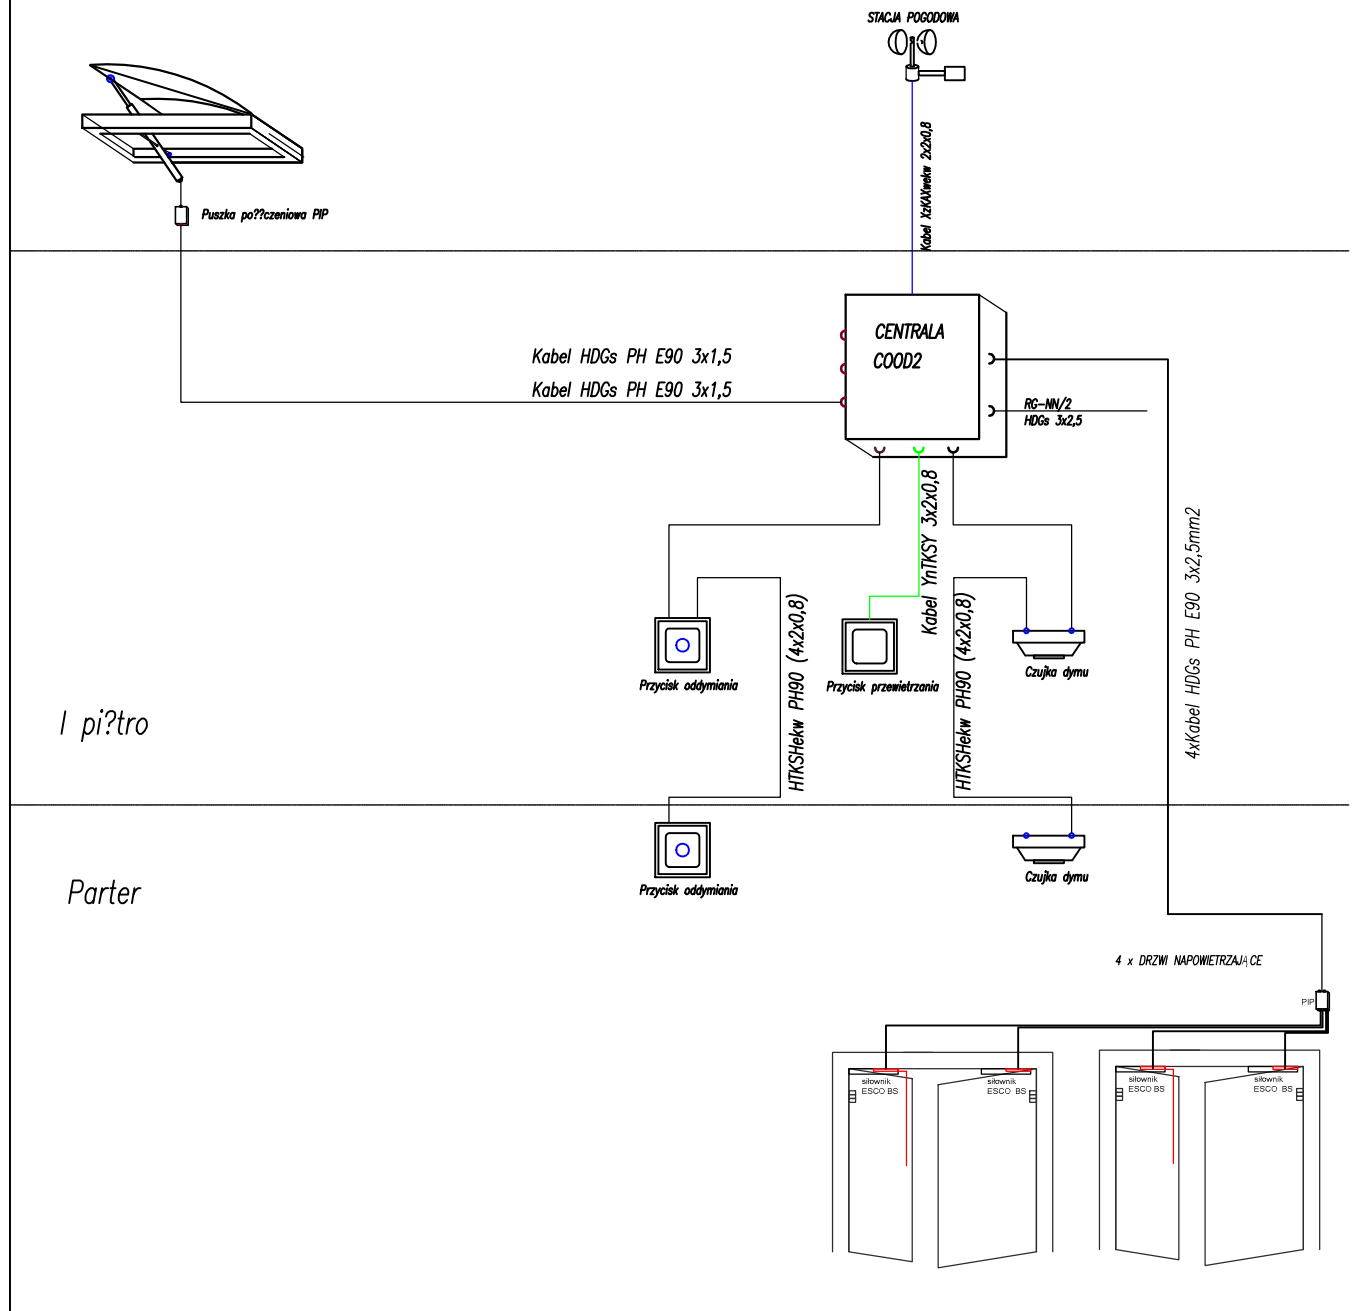 STACJA POGODOWA
Kabel XzKAXwekw 2x2x0,8
Puszka po??czeniowa PIP
CENTRALA
COOD2
Kabel HDGs PH E90 3x1,5
Kabel HDGs PH E90 3x1,5
RG-NN/2
HDGs 3x2,5
Kabel YnTKSY 3x2x0,8
4xKabel HDGs PH E90 3x2,5mm2
HTKSHekw PH90 (4x2x0,8)
HTKSHekw PH90 (4x2x0,8)
Przycisk oddymiania
Przycisk przewietrzania
Czujka dymu
I pi?tro
Parter
Przycisk oddymiania
Czujka dymu
4 x DRZWI NAPOWIETRZAJĄCE
PIP
siłownik
ESCO BS
siłownik
ESCO BS
siłownik
ESCO BS
siłownik
ESCO BS